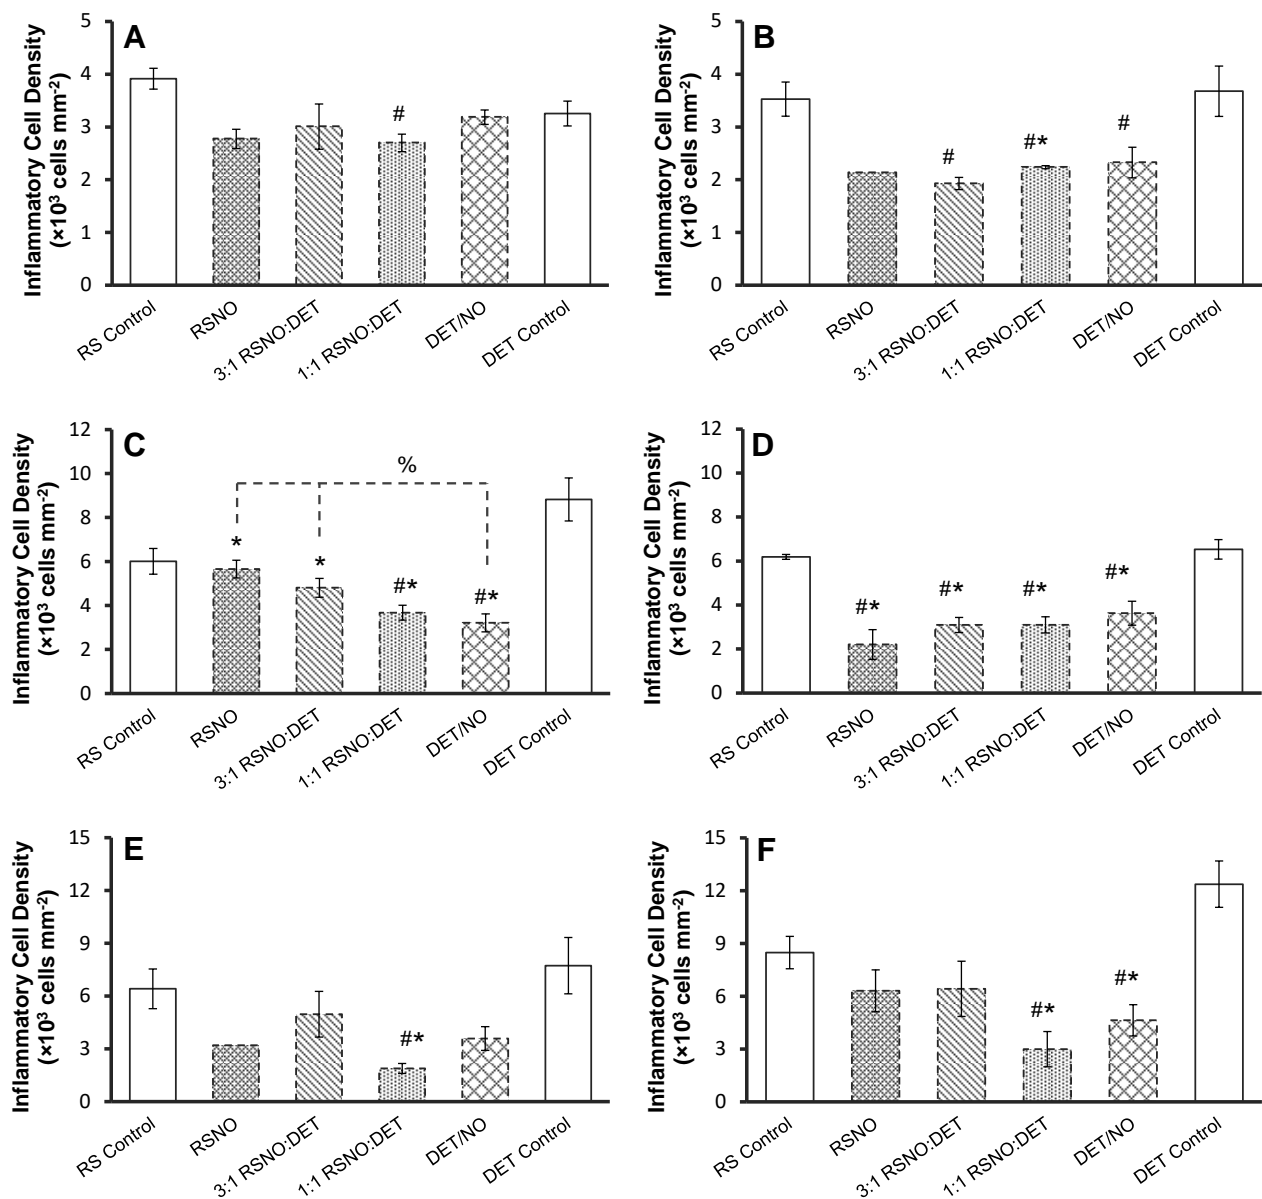 A
Inflammatory Cell Density
(×10³ cells mm⁻²)
5
4
3
2
1
0
#
RS Control
RSNO
3:1 RSNO:DET
1:1 RSNO:DET
DET/NO
DET Control
B
Inflammatory Cell Density
(×10³ cells mm⁻²)
5
4
3
2
1
0
#
#*
#
RS Control
RSNO
3:1 RSNO:DET
1:1 RSNO:DET
DET/NO
DET Control
C
Inflammatory Cell Density
(×10³ cells mm⁻²)
12
10
8
6
4
2
0
%
*
*
#*
#*
RS Control
RSNO
3:1 RSNO:DET
1:1 RSNO:DET
DET/NO
DET Control
D
Inflammatory Cell Density
(×10³ cells mm⁻²)
12
10
8
6
4
2
0
#*
#*
#*
#*
RS Control
RSNO
3:1 RSNO:DET
1:1 RSNO:DET
DET/NO
DET Control
E
Inflammatory Cell Density
(×10³ cells mm⁻²)
15
12
9
6
3
0
#*
RS Control
RSNO
3:1 RSNO:DET
1:1 RSNO:DET
DET/NO
DET Control
F
Inflammatory Cell Density
(×10³ cells mm⁻²)
15
12
9
6
3
0
#*
#*
RS Control
RSNO
3:1 RSNO:DET
1:1 RSNO:DET
DET/NO
DET Control